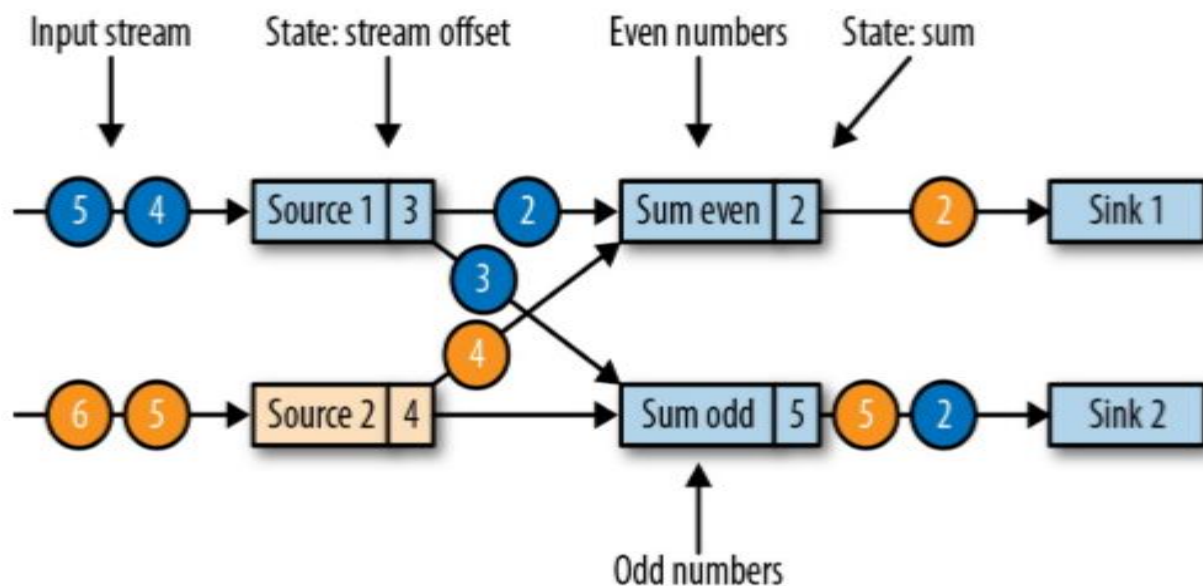 Input stream
State: stream offset
Even numbers
State: sum
5
4
Source 1
3
2
Sum even
2
2
Sink 1
3
4
6
5
Source 2
4
Sum odd
5
5
2
Sink 2
Odd numbers